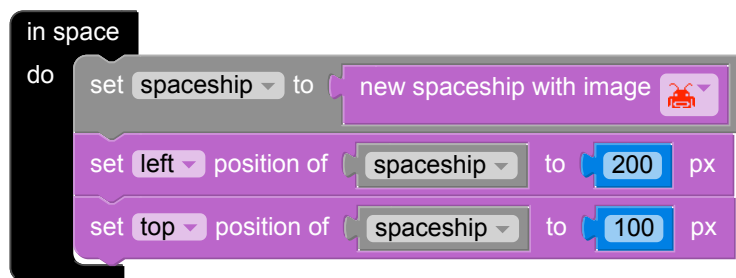 in space
do
set spaceship to new spaceship with image
set left position of spaceship to 200 px
set top position of spaceship to 100 px